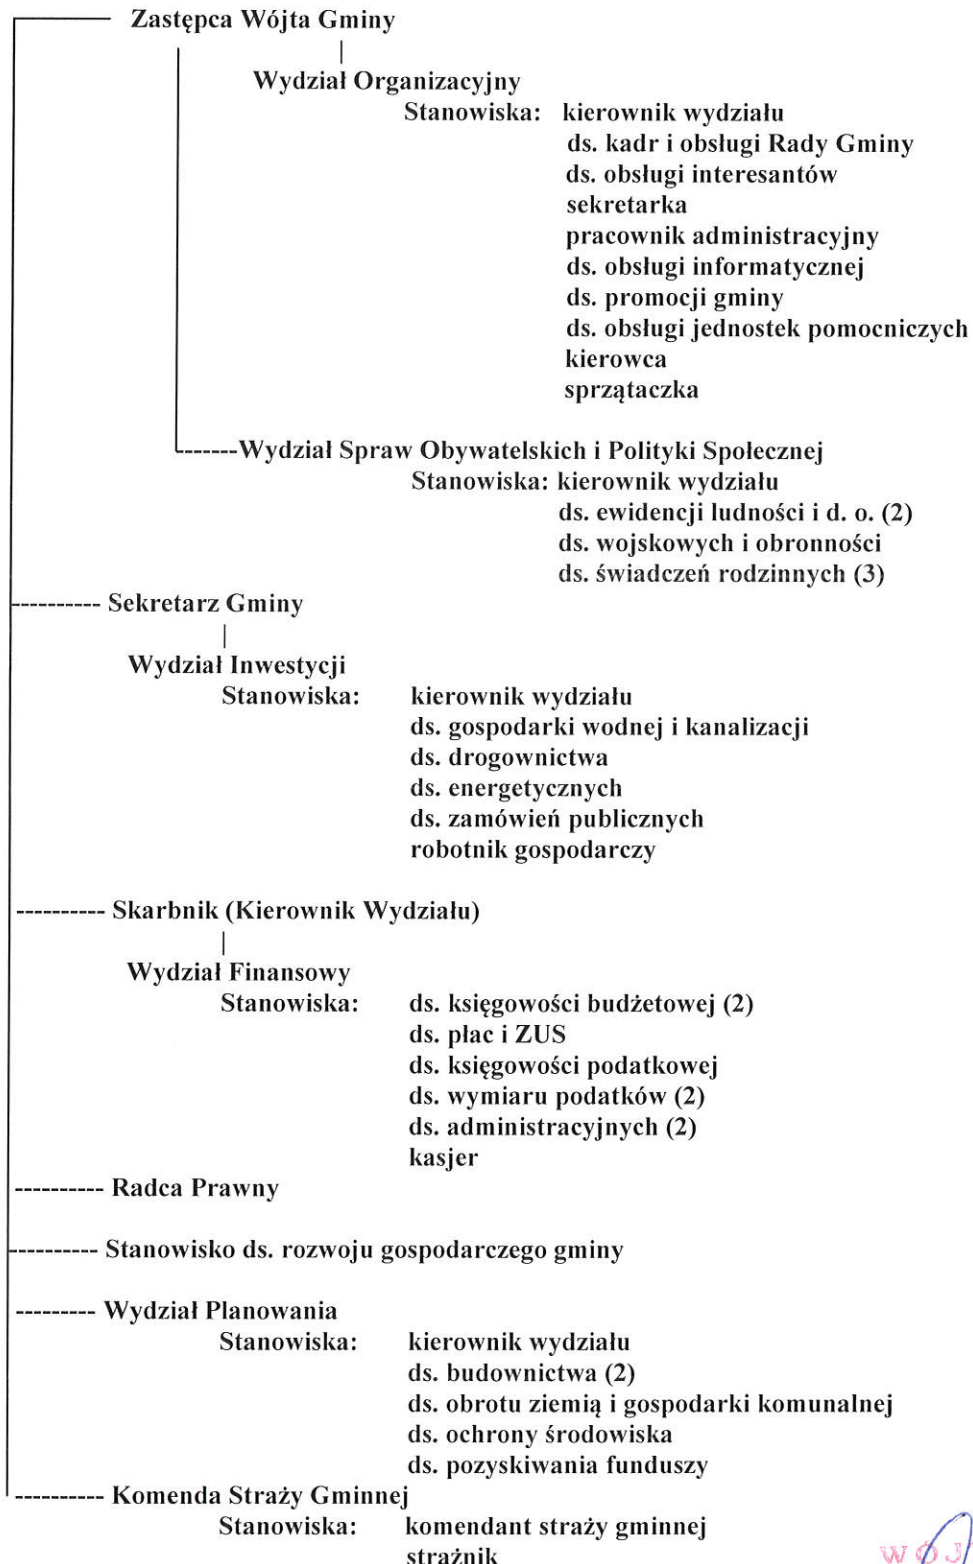 Zastępca Wójta Gminy
Wydział Organizacyjny
Stanowiska: kierownik wydziału
ds. kadr i obsługi Rady Gminy
ds. obsługi interesantów
sekretarka
pracownik administracyjny
ds. obsługi informatycznej
ds. promocji gminy
ds. obsługi jednostek pomocniczych
kierowca
sprzątaczka
Wydział Spraw Obywatelskich i Polityki Społecznej
Stanowiska: kierownik wydziału
ds. ewidencji ludności i d. o. (2)
ds. wojskowych i obronności
ds. świadczeń rodzinnych (3)
Sekretarz Gminy
Wydział Inwestycji
Stanowiska: kierownik wydziału
ds. gospodarki wodnej i kanalizacji
ds. drogownictwa
ds. energetycznych
ds. zamówień publicznych
robotnik gospodarczy
Skarbnik (Kierownik Wydziału)
Wydział Finansowy
Stanowiska: ds. księgowości budżetowej (2)
ds. płac i ZUS
ds. księgowości podatkowej
ds. wymiaru podatków (2)
ds. administracyjnych (2)
kasjer
Radca Prawny
Stanowisko ds. rozwoju gospodarczego gminy
Wydział Planowania
Stanowiska: kierownik wydziału
ds. budownictwa (2)
ds. obrotu ziemią i gospodarki komunalnej
ds. ochrony środowiska
ds. pozyskiwania funduszy
Komenda Straży Gminnej
Stanowiska: komendant straży gminnej
strażnik
WÓJ